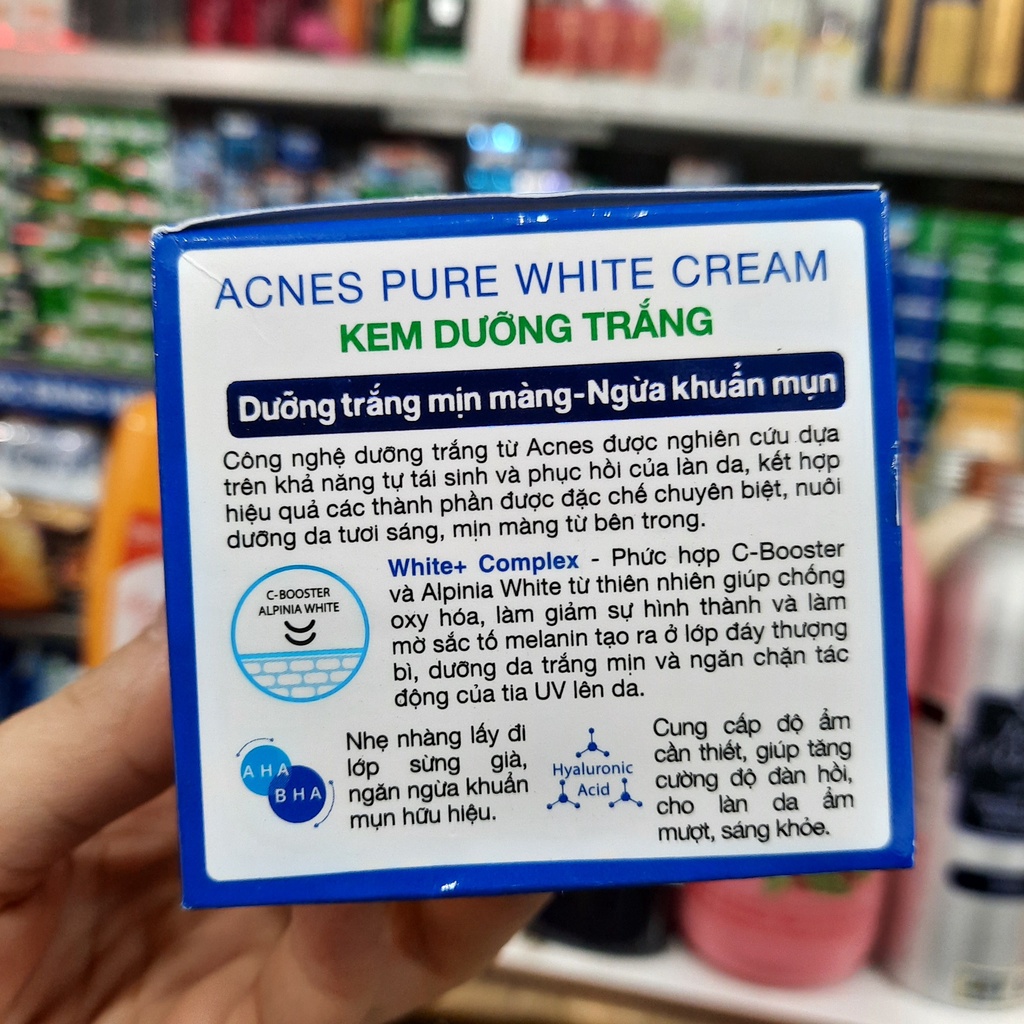 ACNES PURE WHITE CREAM
KEM DƯỠNG TRẮNG
Dưỡng trắng mịn màng-Ngừa khuẩn mụn
Công nghệ dưỡng trắng từ Acnes được nghiên cứu dựa
trên khả năng tự tái sinh và phục hồi của làn da, kết hợp
hiệu quả các thành phần được đặc chế chuyên biệt, nuôi
dưỡng da tươi sáng, mịn màng từ bên trong.
C-BOOSTER
ALPINIA WHITE
White+ Complex - Phức hợp C-Booster
và Alpinia White từ thiên nhiên giúp chống
oxy hóa, làm giảm sự hình thành và làm
mờ sắc tố melanin tạo ra ở lớp đáy thượng
bì, dưỡng da trắng mịn và ngăn chặn tác
động của tia UV lên da.
AHA
BHA
Nhẹ nhàng lấy đi
lớp sừng già,
ngăn ngừa khuẩn
mụn hữu hiệu.
Hyaluronic
Acid
Cung cấp độ ẩm
cần thiết, giúp tăng
cường độ đàn hồi,
cho làn da ẩm
mượt, sáng khỏe.